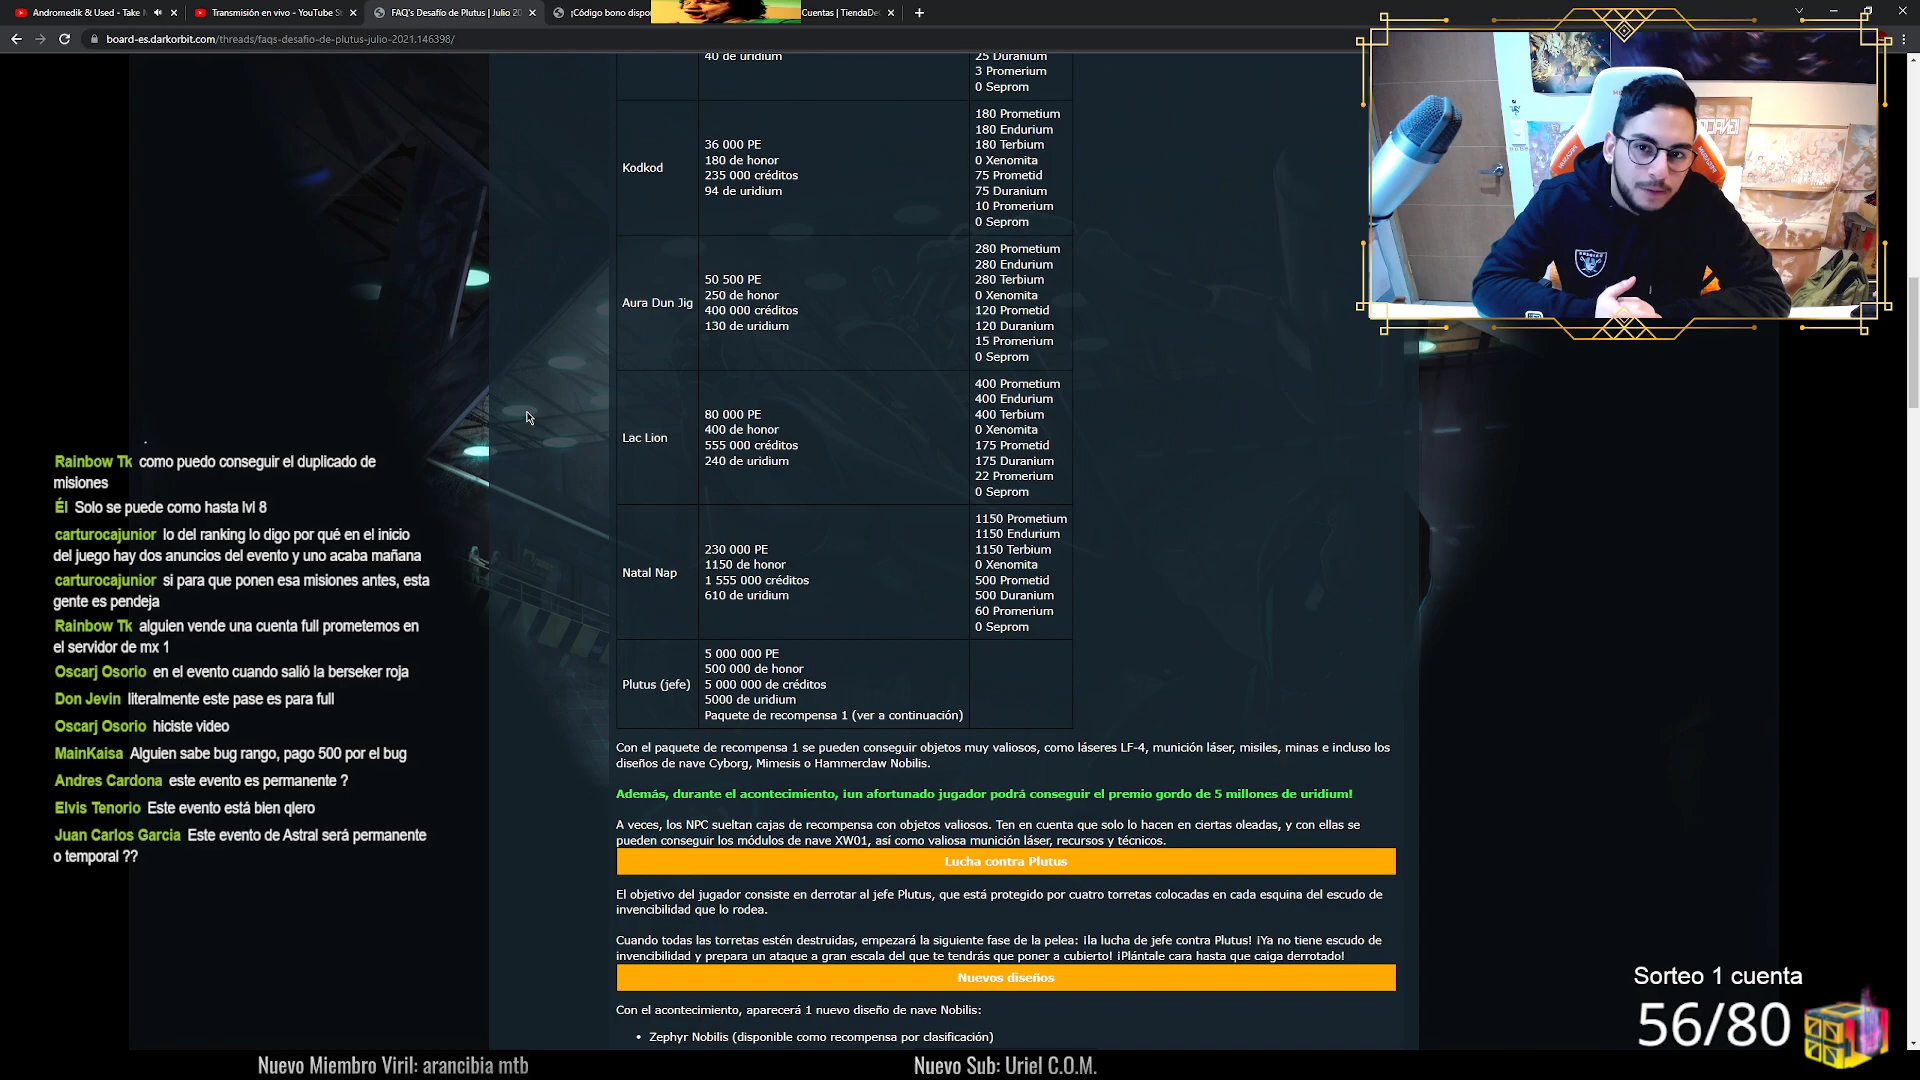 Andromedik & Used - Take
Transmisión en vivo - YouTube S
FAQ's Desafío de Plutus | Julio 20
¡Código bono dispo
Cuentas | TiendaDe
board-es.darkorbit.com/threads/faqs-desafio-de-plutus-julio-2021.146398/
40 de uridium
25 Duranium
3 Promerium
0 Seprom
Kodkod
36 000 PE
180 de honor
235 000 créditos
94 de uridium
180 Prometium
180 Endurium
180 Terbium
0 Xenomita
75 Prometid
75 Duranium
10 Promerium
0 Seprom
Aura Dun Jig
50 500 PE
250 de honor
400 000 créditos
130 de uridium
280 Prometium
280 Endurium
280 Terbium
0 Xenomita
120 Prometid
120 Duranium
15 Promerium
0 Seprom
Lac Lion
80 000 PE
400 de honor
555 000 créditos
240 de uridium
400 Prometium
400 Endurium
400 Terbium
0 Xenomita
175 Prometid
175 Duranium
22 Promerium
0 Seprom
Natal Nap
230 000 PE
1150 de honor
1 555 000 créditos
610 de uridium
1150 Prometium
1150 Endurium
1150 Terbium
0 Xenomita
500 Prometid
500 Duranium
60 Promerium
0 Seprom
Plutus (jefe)
5 000 000 PE
500 000 de honor
5 000 000 de créditos
5000 de uridium
Paquete de recompensa 1 (ver a continuación)
Con el paquete de recompensa 1 se pueden conseguir objetos muy valiosos, como láseres LF-4, munición láser, misiles, minas e incluso los
diseños de nave Cyborg, Mimesis o Hammerclaw Nobilis.
Además, durante el acontecimiento, ¡un afortunado jugador podrá conseguir el premio gordo de 5 millones de uridium!
A veces, los NPC sueltan cajas de recompensa con objetos valiosos. Ten en cuenta que solo lo hacen en ciertas oleadas, y con ellas se
pueden conseguir los módulos de nave XW01, así como valiosa munición láser, recursos y técnicos.
Lucha contra Plutus
El objetivo del jugador consiste en derrotar al jefe Plutus, que está protegido por cuatro torretas colocadas en cada esquina del escudo de
invencibilidad que lo rodea.
Cuando todas las torretas estén destruidas, empezará la siguiente fase de la pelea: ¡la lucha de jefe contra Plutus! ¡Ya no tiene escudo de
invencibilidad y prepara un ataque a gran escala del que te tendrás que poner a cubierto! ¡Plántale cara hasta que caiga derrotado!
Nuevos diseños
Con el acontecimiento, aparecerá 1 nuevo diseño de nave Nobilis:
• Zephyr Nobilis (disponible como recompensa por clasificación)
Rainbow Tk como puedo conseguir el duplicado de
misiones
Él Solo se puede como hasta lvl 8
carturocajunior lo del ranking lo digo por qué en el inicio
del juego hay dos anuncios del evento y uno acaba mañana
carturocajunior si para que ponen esa misiones antes, esta
gente es pendeja
Rainbow Tk alguien vende una cuenta full prometemos en
el servidor de mx 1
Oscarj Osorio en el evento cuando salió la berseker roja
Don Jevin literalmente este pase es para full
Oscarj Osorio hiciste video
MainKaisa Alguien sabe bug rango, pago 500 por el bug
Andres Cardona este evento es permanente ?
Elvis Tenorio Este evento está bien qlero
Juan Carlos Garcia Este evento de Astral será permanente
o temporal ??
Sorteo 1 cuenta
56/80
Nuevo Miembro Viril: arancibia mtb
Nuevo Sub: Uriel C.O.M.